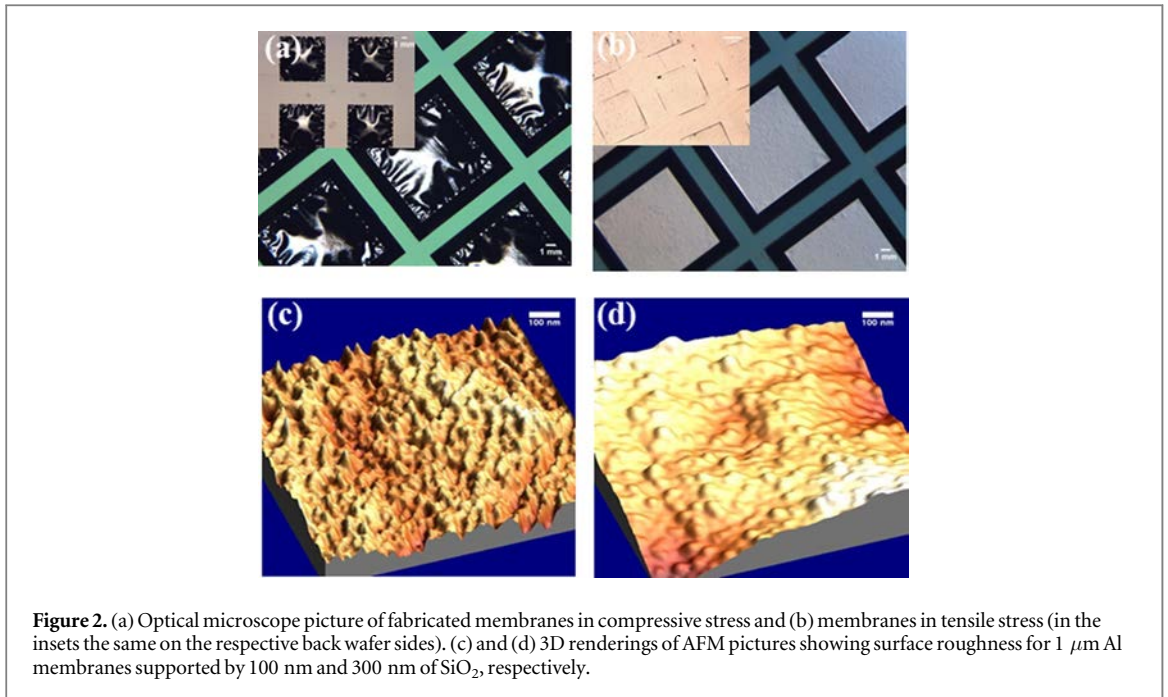 (a)
1 mm
(b)
1 mm
1 mm
(c)
100 nm
(d)
100 nm
Figure 2. (a) Optical microscope picture of fabricated membranes in compressive stress and (b) membranes in tensile stress (in the
insets the same on the respective back wafer sides). (c) and (d) 3D renderings of AFM pictures showing surface roughness for 1 μm Al
membranes supported by 100 nm and 300 nm of SiO₂, respectively.